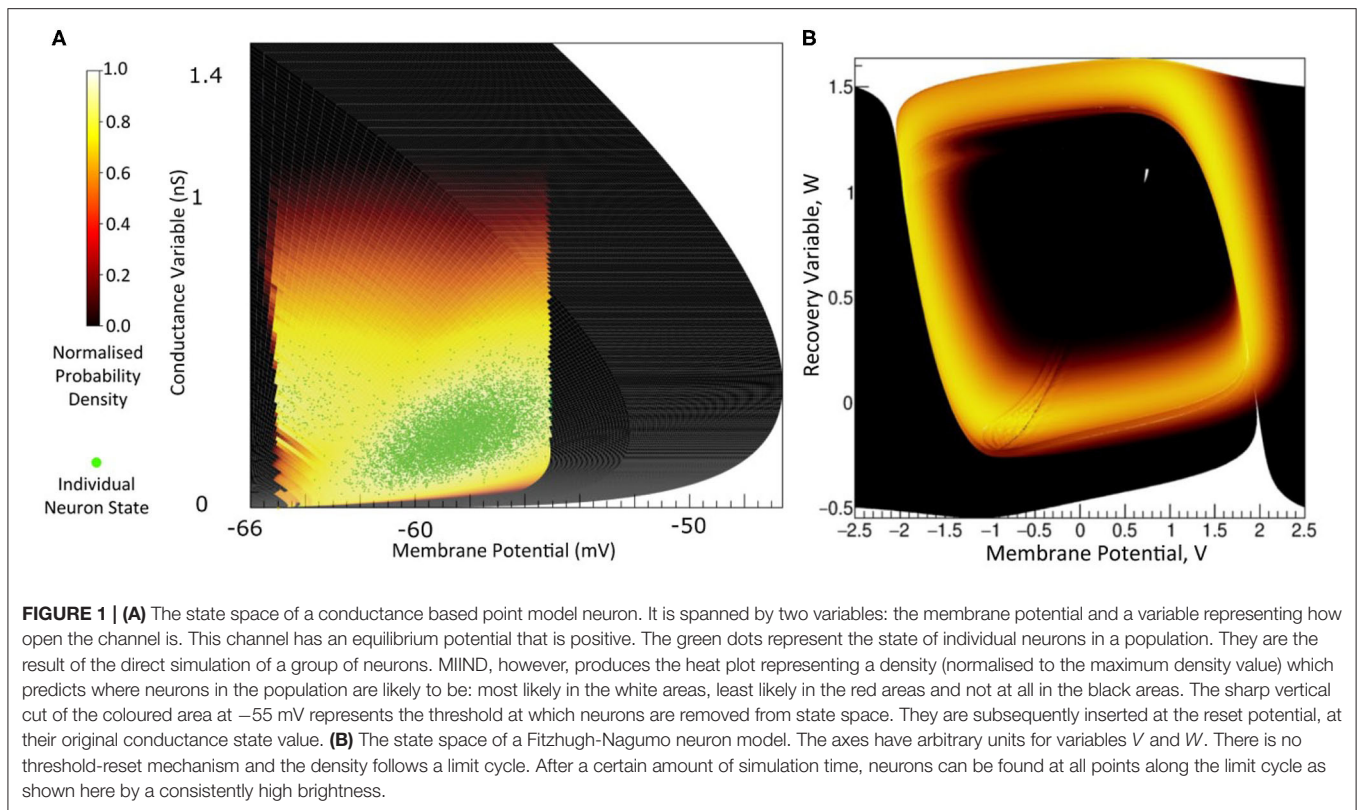 A
1.0
0.8
0.6
0.4
0.2
0.0
Normalised
Probability
Density
Individual
Neuron State
Conductance Variable (nS)
1.4
1
0
-66
-60
-50
Membrane Potential (mV)
B
Recovery Variable, W
1.5
1
0.5
0
−0.5
−2.5
−2
−1.5
−1
−0.5
0
0.5
1
1.5
2
2.5
Membrane Potential, V
FIGURE 1 | (A) The state space of a conductance based point model neuron. It is spanned by two variables: the membrane potential and a variable representing how
open the channel is. This channel has an equilibrium potential that is positive. The green dots represent the state of individual neurons in a population. They are the
result of the direct simulation of a group of neurons. MIIND, however, produces the heat plot representing a density (normalised to the maximum density value) which
predicts where neurons in the population are likely to be: most likely in the white areas, least likely in the red areas and not at all in the black areas. The sharp vertical
cut of the coloured area at −55 mV represents the threshold at which neurons are removed from state space. They are subsequently inserted at the reset potential, at
their original conductance state value. (B) The state space of a Fitzhugh-Nagumo neuron model. The axes have arbitrary units for variables V and W. There is no
threshold-reset mechanism and the density follows a limit cycle. After a certain amount of simulation time, neurons can be found at all points along the limit cycle as
shown here by a consistently high brightness.